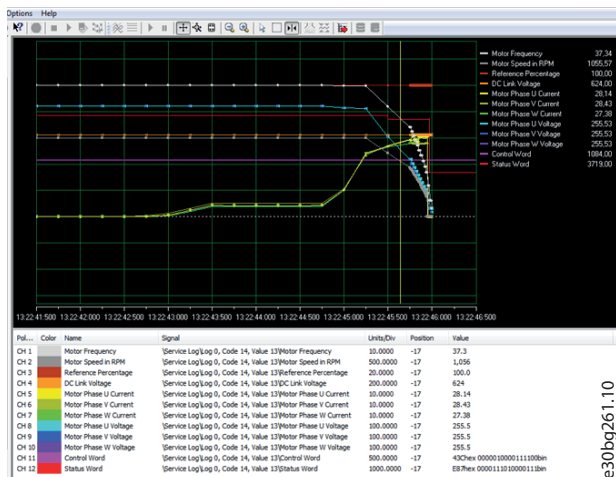 Options Help
Motor Frequency 37,34
Motor Speed in RPM 1055,57
Reference Percentage 100,00
DC Link Voltage 624,00
Motor Phase U Current 28,14
Motor Phase V Current 28,43
Motor Phase W Current 27,38
Motor Phase U Voltage 255,53
Motor Phase V Voltage 255,53
Motor Phase W Voltage 255,53
Control Word 1084,00
Status Word 3719,00
13:22:41:500 13:22:42:000 13:22:42:500 13:22:43:000 13:22:43:500 13:22:44:000 13:22:44:500 13:22:45:000 13:22:45:500 13:22:46:000 13:22:46:500
Pol... Color Name Signal Units/Div Position Value
CH 1 Motor Frequency \Service Log\Log 0, Code 14, Value 13\Motor Frequency 10.0000 -17 37.3
CH 2 Motor Speed in RPM \Service Log\Log 0, Code 14, Value 13\Motor Speed in RPM 500.0000 -17 1,056
CH 3 Reference Percentage \Service Log\Log 0, Code 14, Value 13\Reference Percentage 20.0000 -17 100.0
CH 4 DC Link Voltage \Service Log\Log 0, Code 14, Value 13\DC Link Voltage 200.0000 -17 624
CH 5 Motor Phase U Current \Service Log\Log 0, Code 14, Value 13\Motor Phase U Current 10.0000 -17 28.14
CH 6 Motor Phase V Current \Service Log\Log 0, Code 14, Value 13\Motor Phase V Current 10.0000 -17 28.43
CH 7 Motor Phase W Current \Service Log\Log 0, Code 14, Value 13\Motor Phase W Current 10.0000 -17 27.38
CH 8 Motor Phase U Voltage \Service Log\Log 0, Code 14, Value 13\Motor Phase U Voltage 100.0000 -17 255.5
CH 9 Motor Phase V Voltage \Service Log\Log 0, Code 14, Value 13\Motor Phase V Voltage 100.0000 -17 255.5
CH 10 Motor Phase W Voltage \Service Log\Log 0, Code 14, Value 13\Motor Phase W Voltage 100.0000 -17 255.5
CH 11 Control Word \Service Log\Log 0, Code 14, Value 13\Control Word 500.0000 -17 43Chex 0000010000111100bin
CH 12 Status Word \Service Log\Log 0, Code 14, Value 13\Status Word 1000.0000 -17 E87hex 0000111010000111bin
e30bg261.10